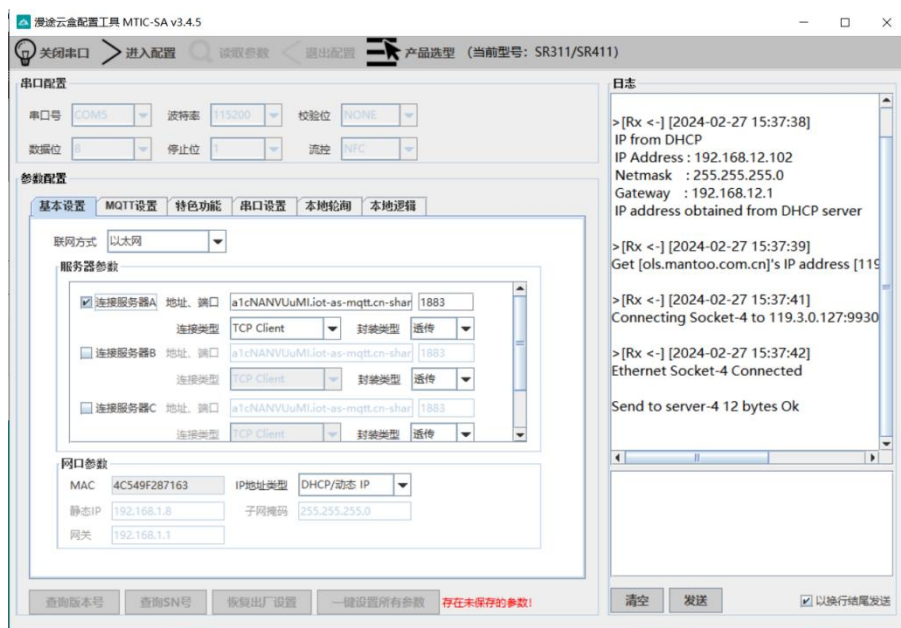 漫途云盒配置工具 MTIC-SA v3.4.5
关闭串口 进入配置 读取参数 退出配置 产品选型 (当前型号：SR311/SR411)
串口配置
串口号 COM5 波特率 115200 校验位 NONE
数据位 8 停止位 1 流控 NFC
参数配置
基本设置 MQTT设置 特色功能 串口设置 本地轮询 本地逻辑
联网方式 以太网
服务器参数
连接服务器A 地址、端口 a1cNANVUuMI.iot-as-mqtt.cn-shar 1883
连接类型 TCP Client 封装类型 透传
连接服务器B 地址、端口 a1cNANVUuMI.iot-as-mqtt.cn-shar 1883
连接类型 TCP Client 封装类型 透传
连接服务器C 地址、端口 a1cNANVUuMI.iot-as-mqtt.cn-shar 1883
连接类型 TCP Client 封装类型 透传
网口参数
MAC 4C549F287163 IP地址类型 DHCP/动态 IP
静态IP 192.168.1.8 子网掩码 255.255.255.0
网关 192.168.1.1
查询版本号 查询SN号 恢复出厂设置 一键设置所有参数 存在未保存的参数!
日志
>[Rx <-] [2024-02-27 15:37:38]
IP from DHCP
IP Address : 192.168.12.102
Netmask : 255.255.255.0
Gateway : 192.168.12.1
IP address obtained from DHCP server
>[Rx <-] [2024-02-27 15:37:39]
Get [ols.mantoo.com.cn]'s IP address [119
>[Rx <-] [2024-02-27 15:37:41]
Connecting Socket-4 to 119.3.0.127:9930
>[Rx <-] [2024-02-27 15:37:42]
Ethernet Socket-4 Connected
Send to server-4 12 bytes Ok
清空 发送 以换行结尾发送